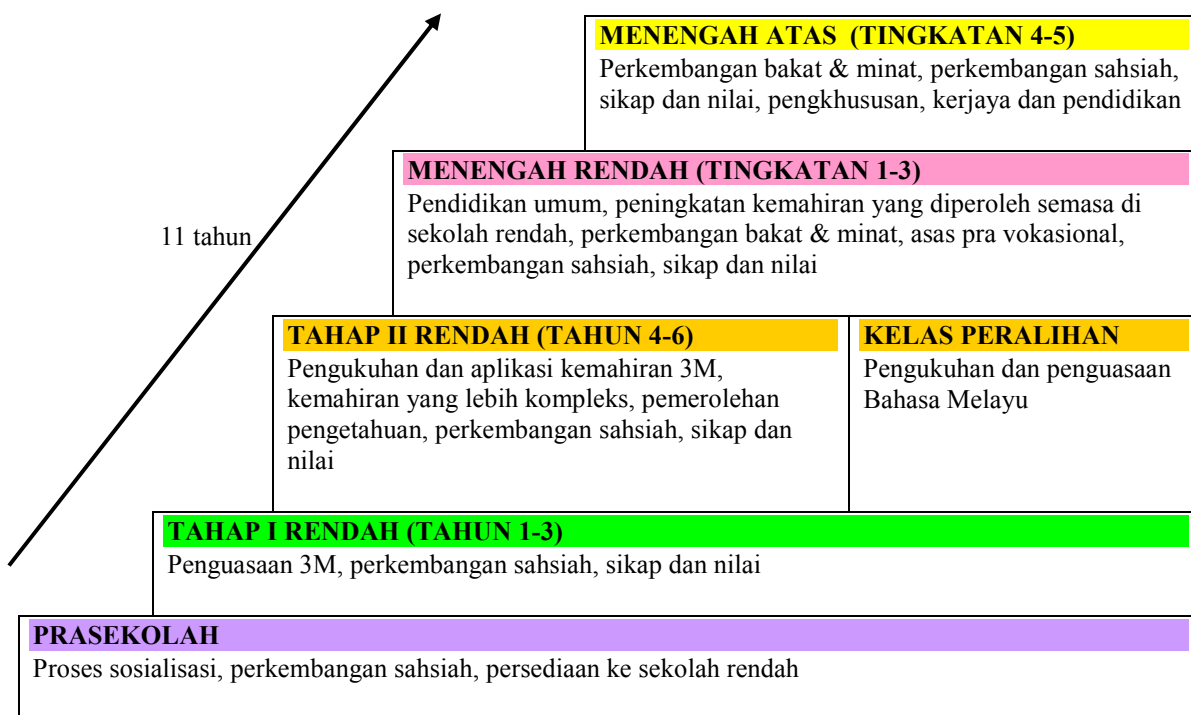 MENENGAH ATAS (TINGKATAN 4-5)
Perkembangan bakat & minat, perkembangan sahsiah,
sikap dan nilai, pengkhususan, kerjaya dan pendidikan
MENENGAH RENDAH (TINGKATAN 1-3)
Pendidikan umum, peningkatan kemahiran yang diperoleh semasa di
sekolah rendah, perkembangan bakat & minat, asas pra vokasional,
perkembangan sahsiah, sikap dan nilai
11 tahun
TAHAP II RENDAH (TAHUN 4-6)
Pengukuhan dan aplikasi kemahiran 3M,
kemahiran yang lebih kompleks, pemerolehan
pengetahuan, perkembangan sahsiah, sikap dan
nilai
KELAS PERALIHAN
Pengukuhan dan penguasaan
Bahasa Melayu
TAHAP I RENDAH (TAHUN 1-3)
Penguasaan 3M, perkembangan sahsiah, sikap dan nilai
PRASEKOLAH
Proses sosialisasi, perkembangan sahsiah, persediaan ke sekolah rendah